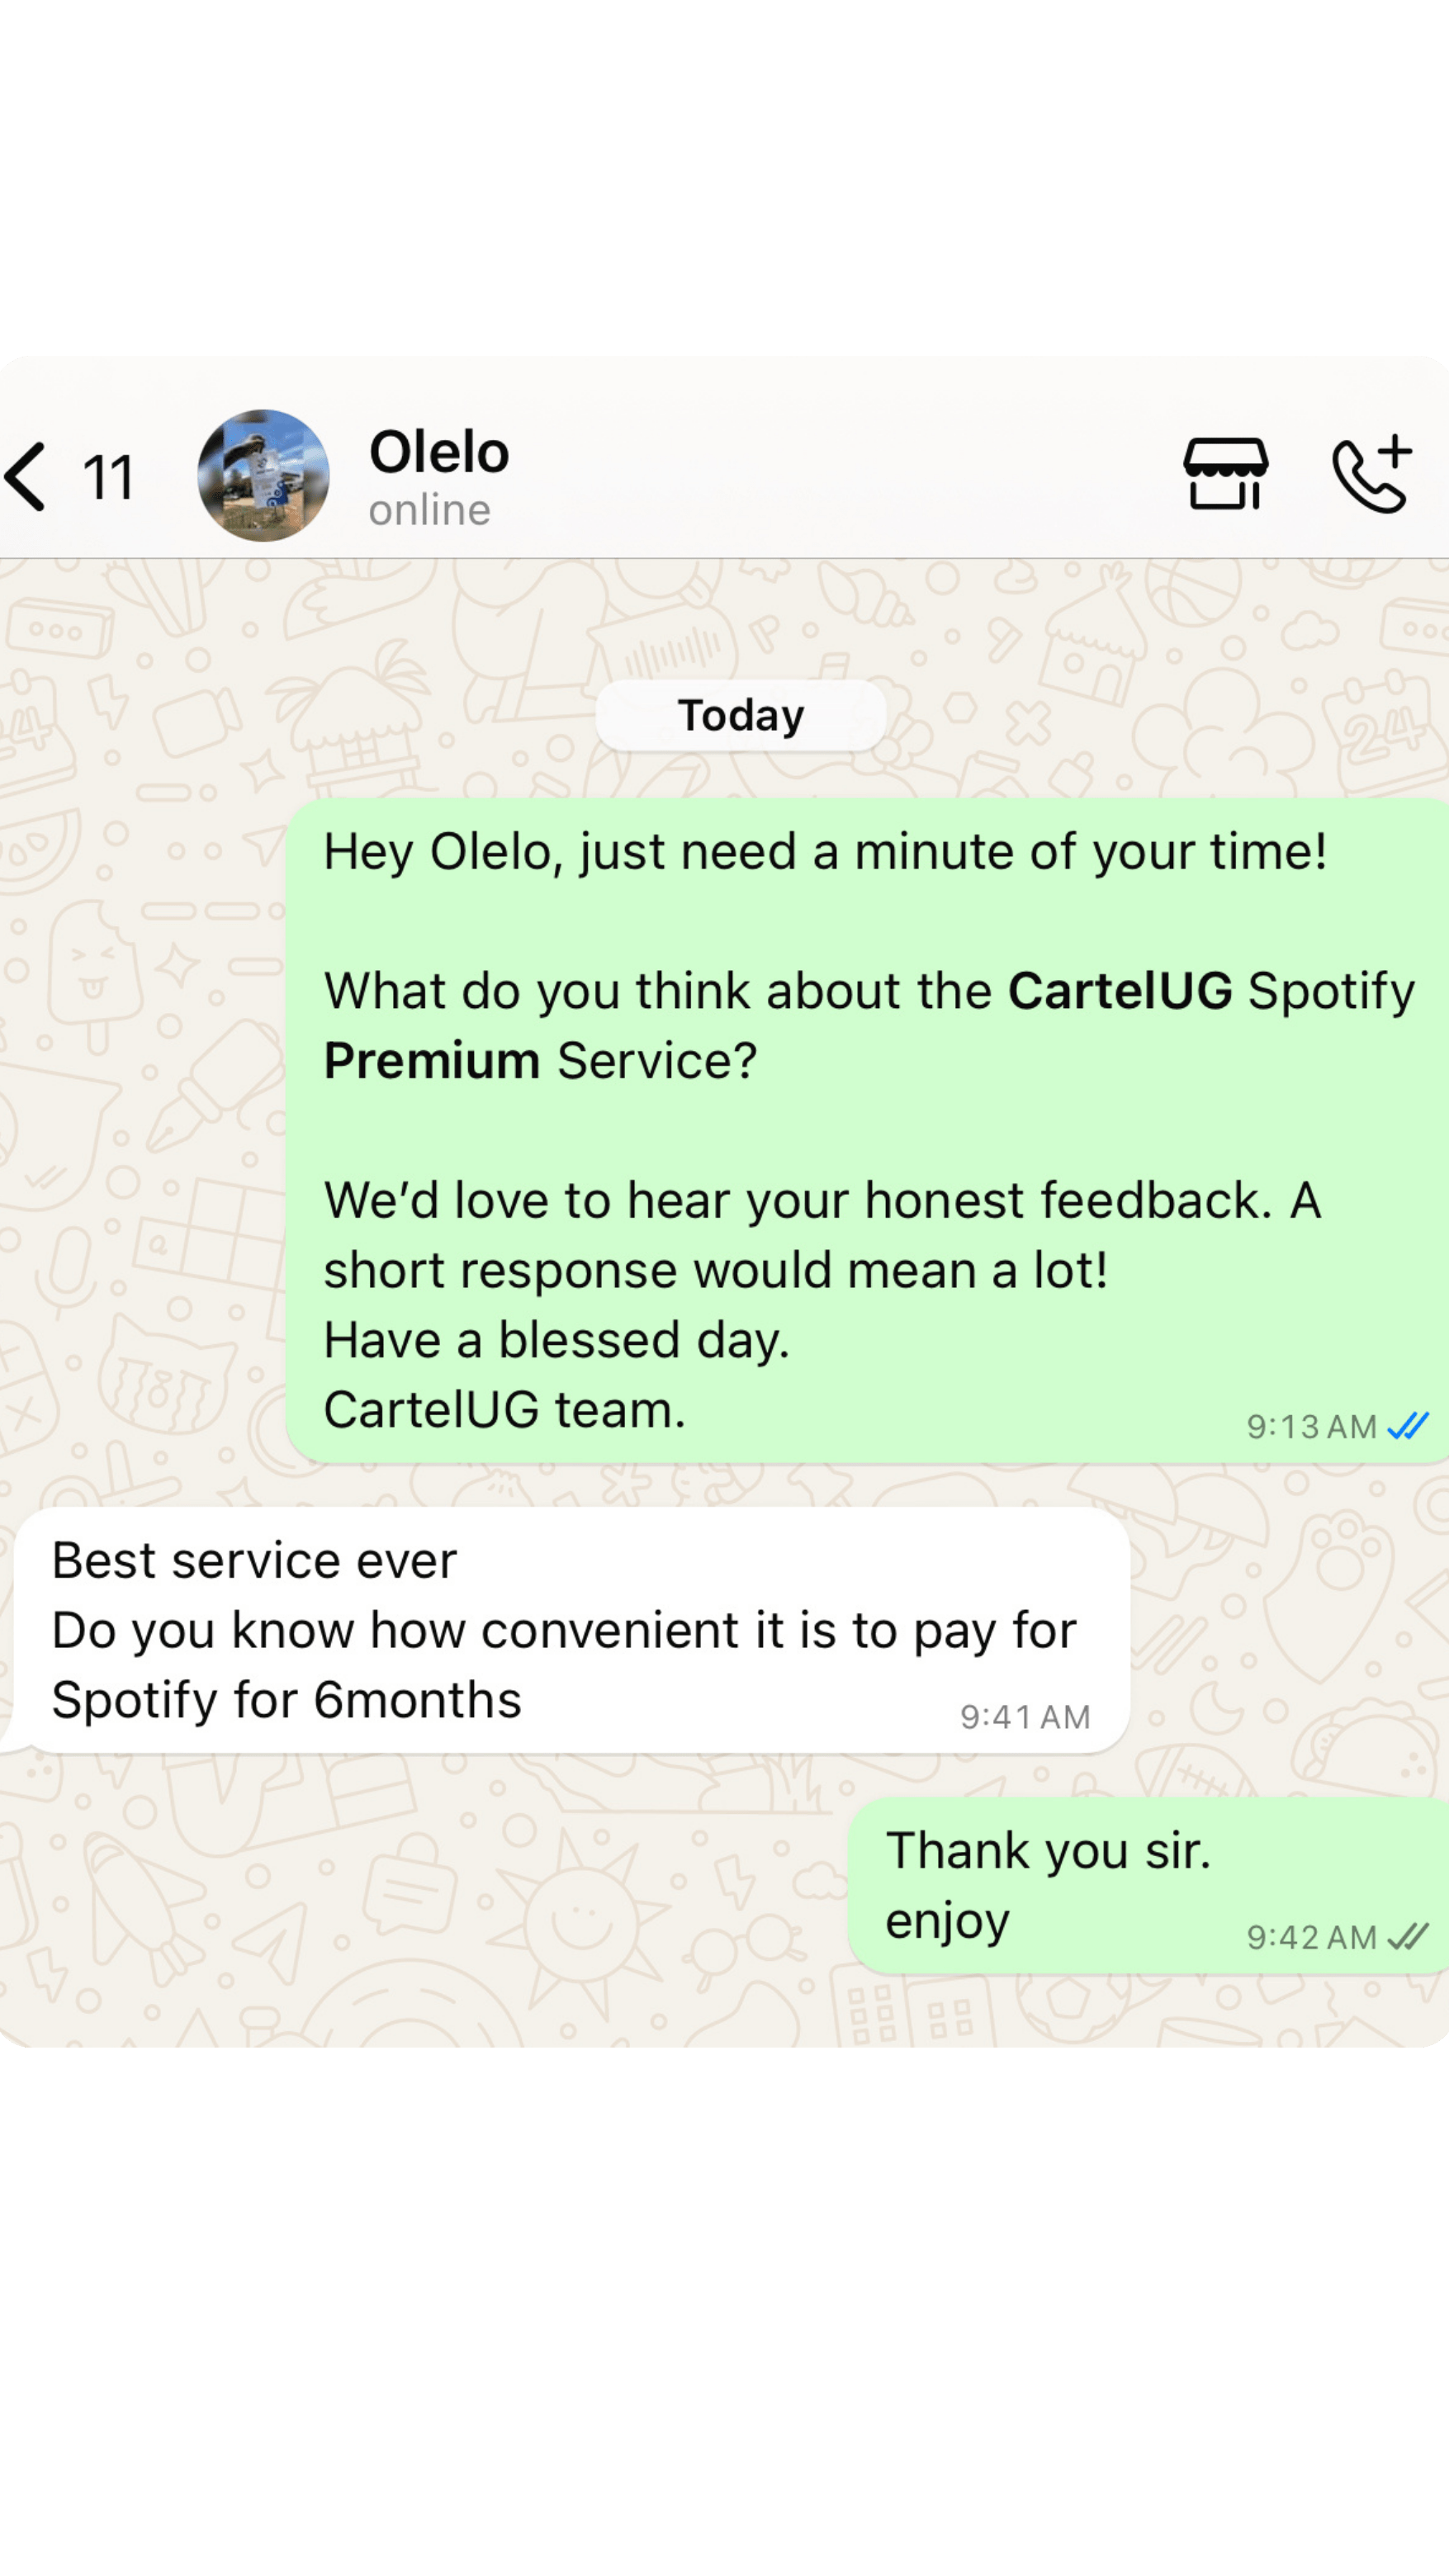 11
Olelo
online
Today
Hey Olelo, just need a minute of your time!
What do you think about the CartelUG Spotify
Premium Service?
We’d love to hear your honest feedback. A
short response would mean a lot!
Have a blessed day.
CartelUG team.
9:13 AM
Best service ever
Do you know how convenient it is to pay for
Spotify for 6months
9:41 AM
Thank you sir.
enjoy
9:42 AM